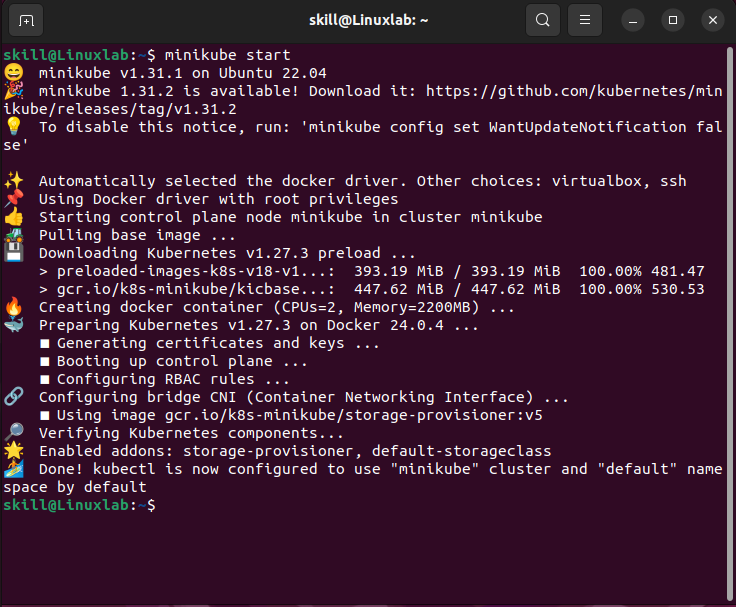 skill@Linuxlab: ~
skill@Linuxlab:~$ minikube start
😄  minikube v1.31.1 on Ubuntu 22.04
🎉  minikube 1.31.2 is available! Download it: https://github.com/kubernetes/min
ikube/releases/tag/v1.31.2
💡  To disable this notice, run: 'minikube config set WantUpdateNotification fal
se'
✨  Automatically selected the docker driver. Other choices: virtualbox, ssh
📌  Using Docker driver with root privileges
👍  Starting control plane node minikube in cluster minikube
🚜  Pulling base image ...
💾  Downloading Kubernetes v1.27.3 preload ...
    > preloaded-images-k8s-v18-v1...:  393.19 MiB / 393.19 MiB  100.00% 481.47
    > gcr.io/k8s-minikube/kicbase...:  447.62 MiB / 447.62 MiB  100.00% 530.53
🔥  Creating docker container (CPUs=2, Memory=2200MB) ...
🐳  Preparing Kubernetes v1.27.3 on Docker 24.0.4 ...
    ■ Generating certificates and keys ...
    ■ Booting up control plane ...
    ■ Configuring RBAC rules ...
🔗  Configuring bridge CNI (Container Networking Interface) ...
    ■ Using image gcr.io/k8s-minikube/storage-provisioner:v5
🔎  Verifying Kubernetes components...
🌟  Enabled addons: storage-provisioner, default-storageclass
🏄  Done! kubectl is now configured to use "minikube" cluster and "default" name
space by default
skill@Linuxlab:~$